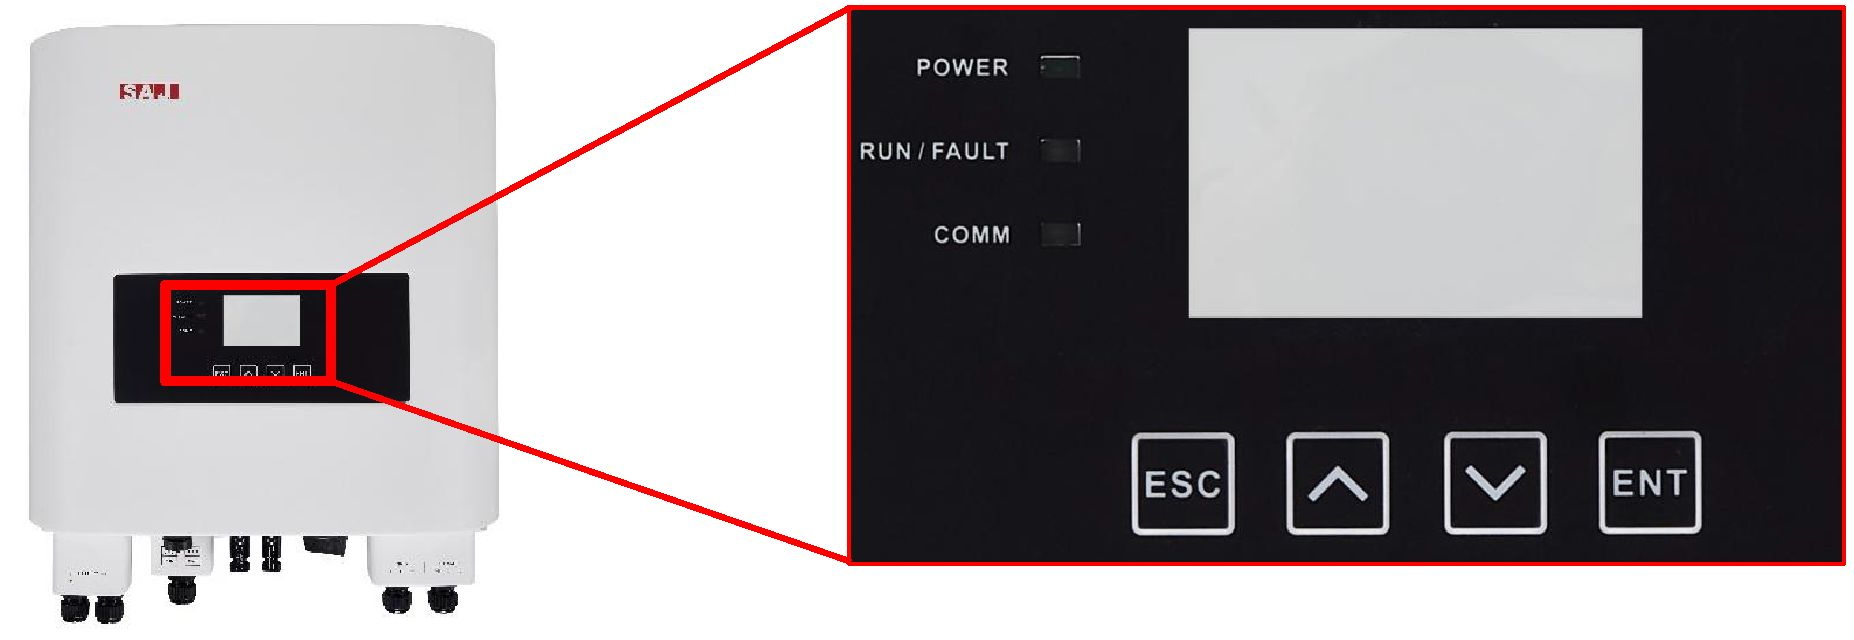 SAJ
POWER
RUN / FAULT
COMM
ESC
ENT